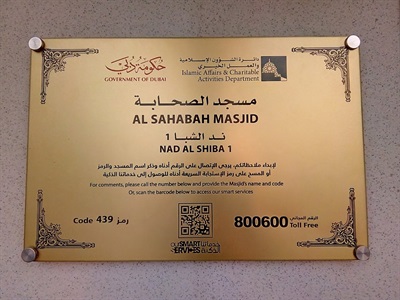 حكومة دبي
GOVERNMENT OF DUBAI
دائرة الشؤون الإسلامية
والعمل الخيري
Islamic Affairs & Charitable
Activities Department
مسجد الصحابة
AL SAHABAH MASJID
ند الشبا 1
NAD AL SHIBA 1
لإبداء ملاحظاتكم، يرجى الإتصال على الرقم أدناه وذكر اسم المسجد والرمز
أو المسح على رمز الإستجابة السريعة أدناه للوصول إلى خدماتنا الذكية
For comments, please call the number below and provide the Masjid's name and code
Or, scan the barcode below to access our smart services
Code 439 رمز
800600 الرقم المجاني
Toll Free
خدماتنا SMART
الذكية SERVICES